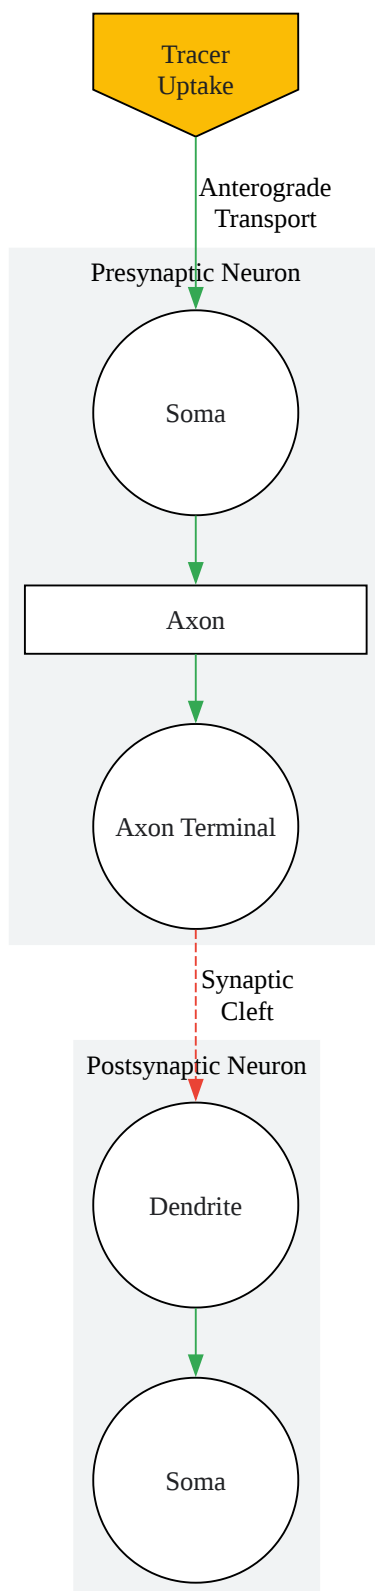 Tracer
Uptake
Anterograde
Transport
Presynaptic Neuron
Soma
Axon
Axon Terminal
Synaptic
Cleft
Postsynaptic Neuron
Dendrite
Soma